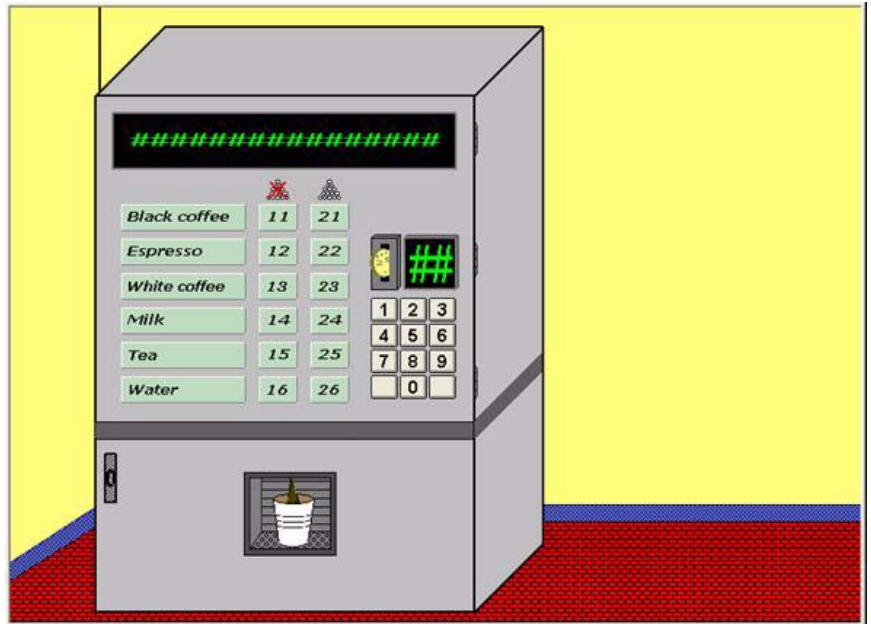 ################
Black coffee 11 21
Espresso 12 22
##
White coffee 13 23
Milk 14 24
Tea 15 25
Water 16 26
1 2 3
4 5 6
7 8 9
0